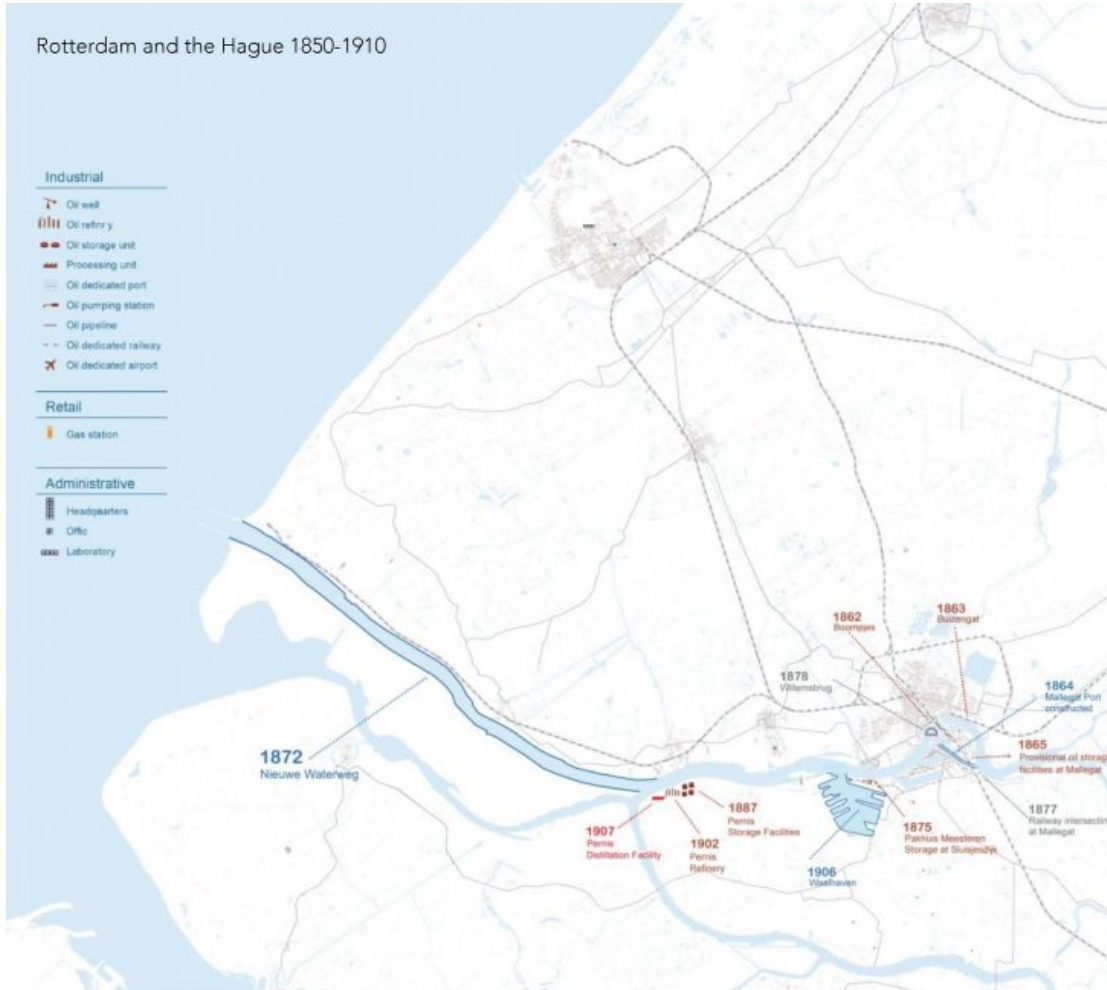 Rotterdam and the Hague 1850-1910
Industrial
Oil well
Oil refinr y
Oil storage unit
Processing unit
Oil dedicated port
Oil pumping station
Oil pipeline
Oil dedicated railway
Oil dedicated airport
Retail
Gas station
Administrative
Headquarters
Offic
Laboratory
1862
Boompjes
1863
Buizengat
1878
Willemsbrug
1864
Mallegat Port
constructed
1872
Nieuwe Waterweg
1865
Provisional oil storag
facilities at Mallegat
1887
Pernis
Storage Facilities
1877
Railway intersectin
at Mallegat
1907
Pernis
Distillation Facility
1902
Pernis
Refinery
1875
Pakhuis Meesteren
Storage at Sluisjesdijk
1906
Waalhaven